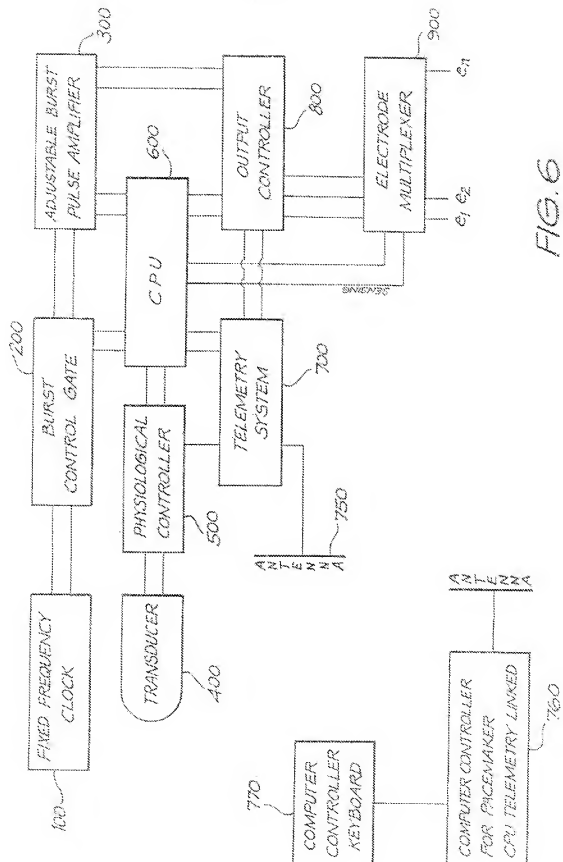 100
FIXED FREQUENCY
CLOCK
200
BURST
CONTROL GATE
300
ADJUSTABLE BURST
PULSE AMPLIFIER
TRANSDUCER
400
PHYSIOLOGICAL
CONTROLLER
500
CPU
600
TELEMETRY
SYSTEM
700
OUTPUT
CONTROLLER
800
SENSING
ELECTRODE
MULTIPLEXER
900
e1 e2 en
ANTENNA
750
770
COMPUTER
CONTROLLER
KEYBOARD
COMPUTER CONTROLLER
FOR PACEMAKER
CPU TELEMETRY LINKED
760
ANTENNA
FIG. 6